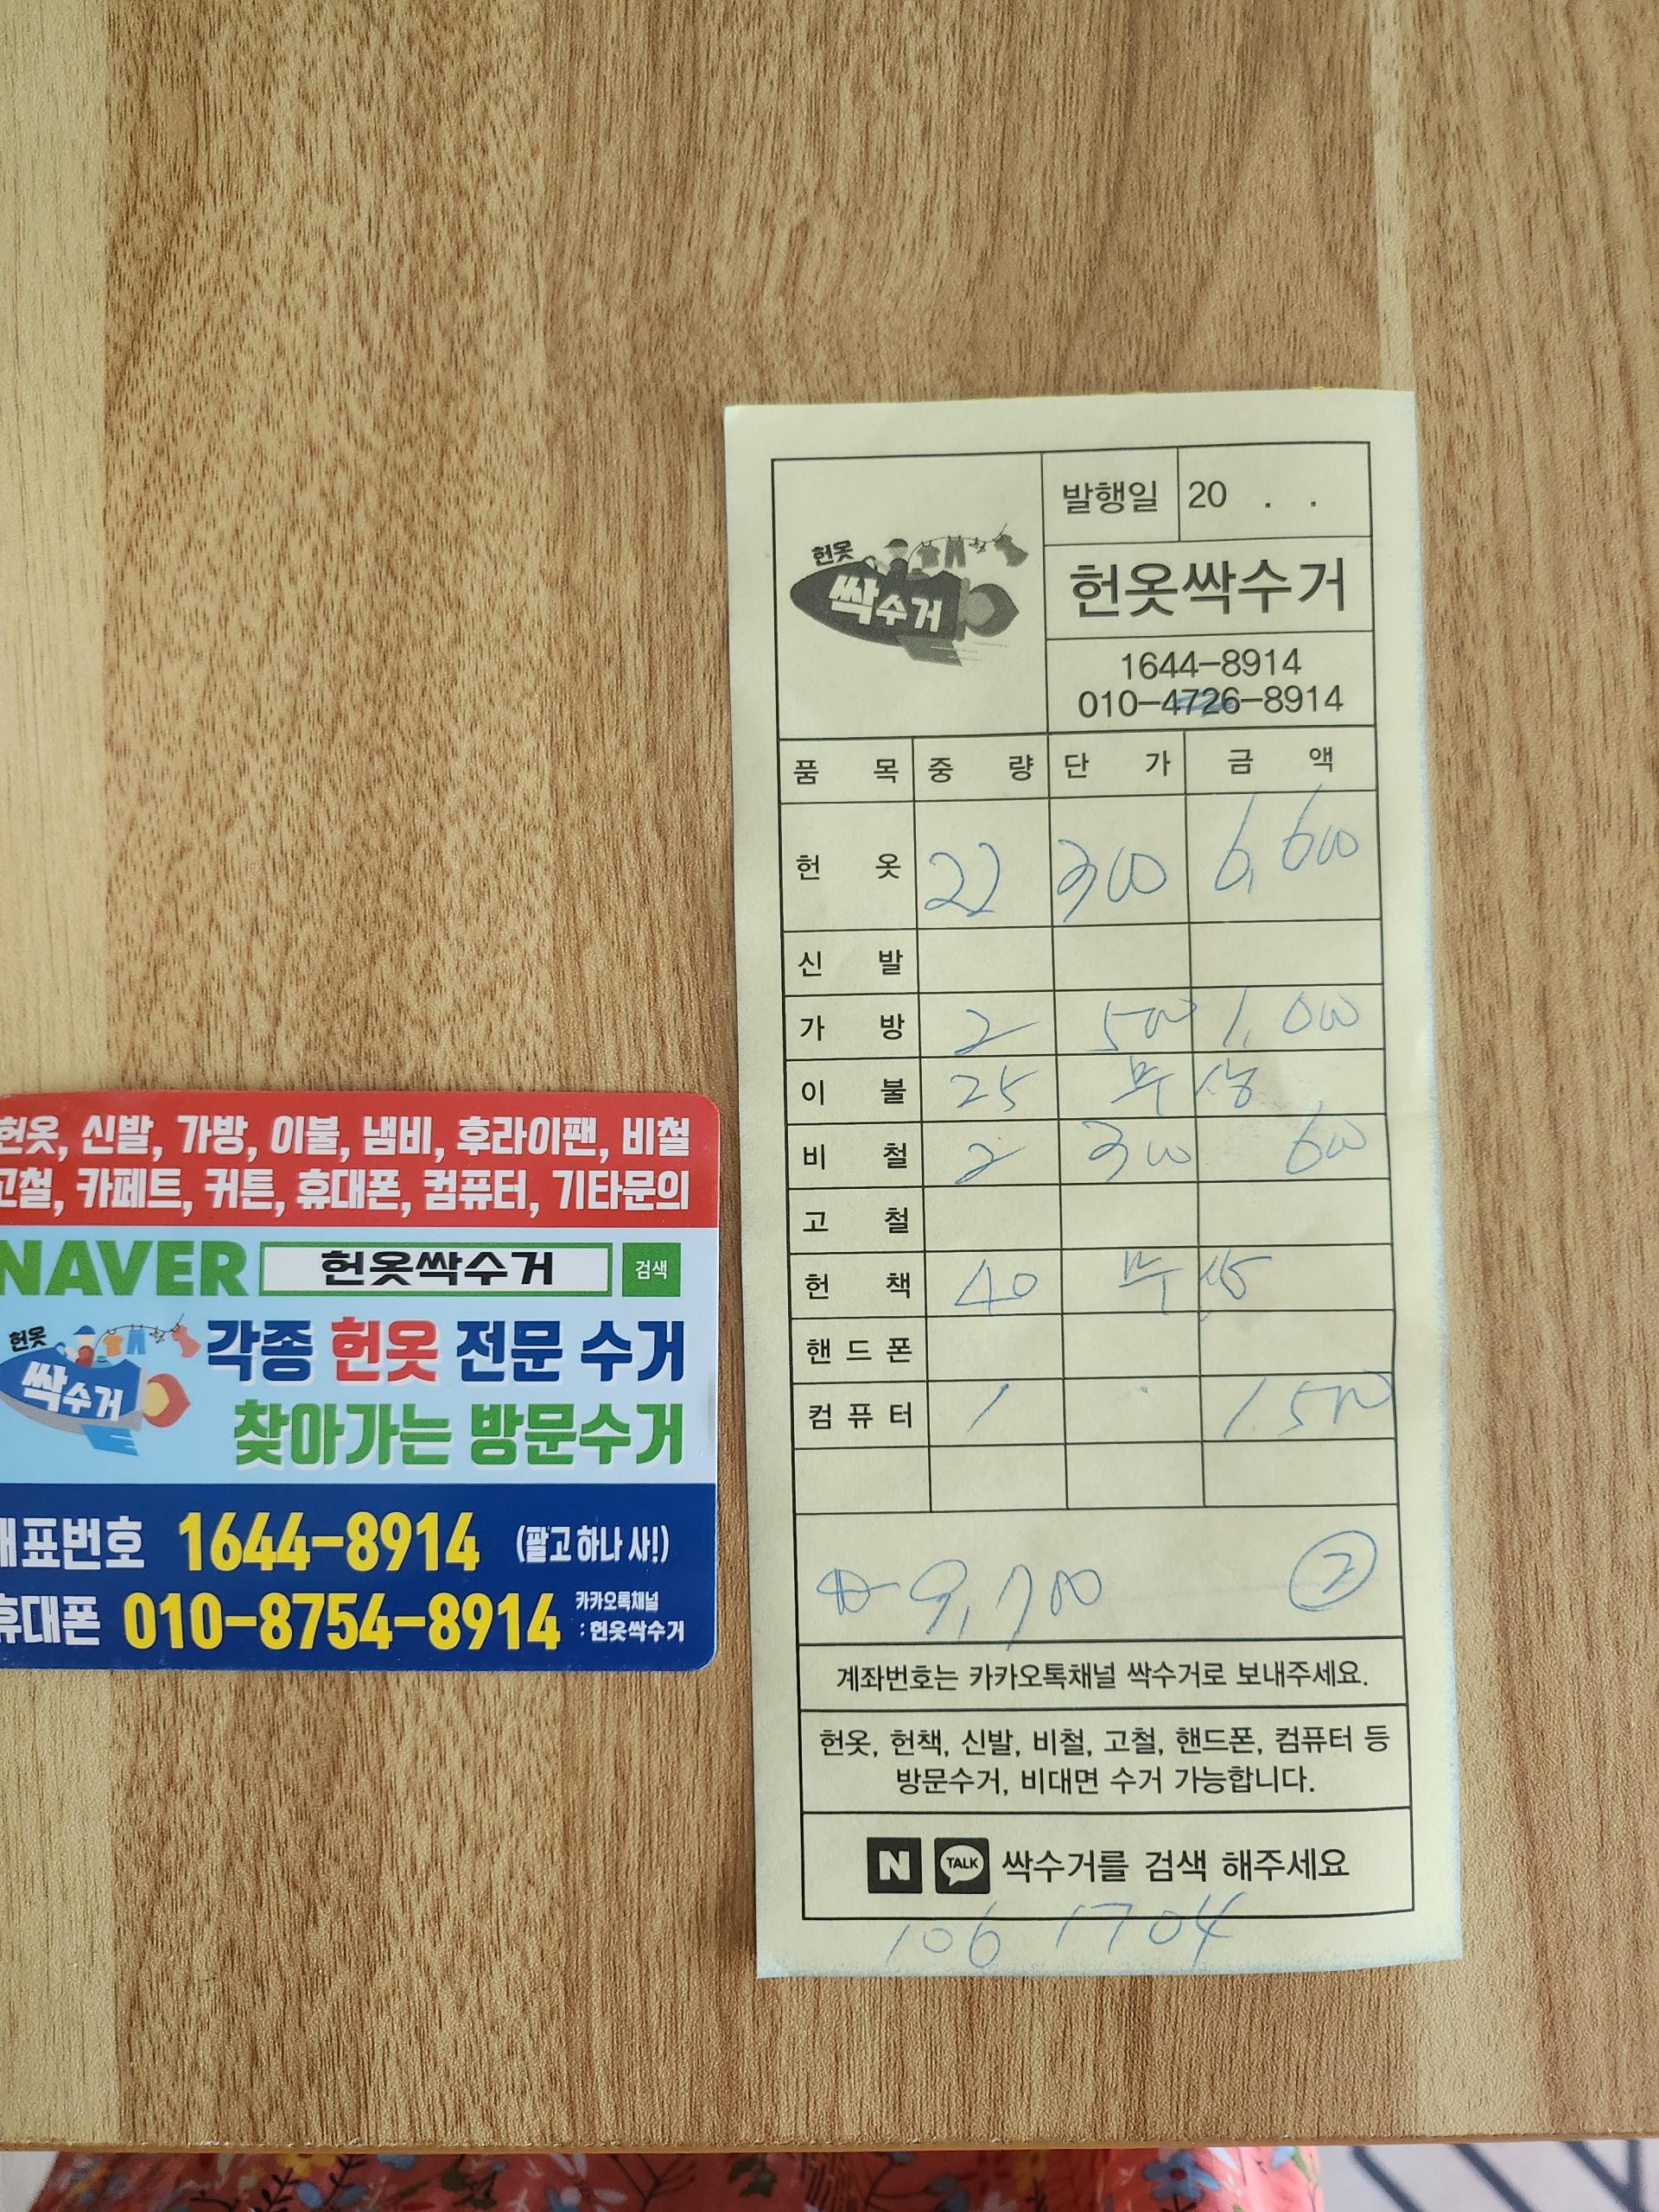 헌옷, 신발, 가방, 이불, 냄비, 후라이팬, 비철
고철, 카페트, 커튼, 휴대폰, 컴퓨터, 기타문의
NAVER 헌옷싹수거 검색
헌옷
싹수거
각종 헌옷 전문 수거
찾아가는 방문수거
대표번호 1644-8914 (팔고 하나 사!)
휴대폰 010-8754-8914 카카오톡채널
: 헌옷싹수거
헌옷
싹수거
발행일 20 . .
헌옷싹수거
1644-8914
010-4726-8914
품 목 중 량 단 가 금 액
헌 옷 22 300 6,600
신 발
가 방 2 500 1,000
이 불 25 무상
비 철 2 300 600
고 철
헌 책 40 무상
핸 드 폰
컴 퓨 터 1 1,500
9,700 ②
계좌번호는 카카오톡채널 싹수거로 보내주세요.
헌옷, 헌책, 신발, 비철, 고철, 핸드폰, 컴퓨터 등
방문수거, 비대면 수거 가능합니다.
N TALK 싹수거를 검색 해주세요
106 1704